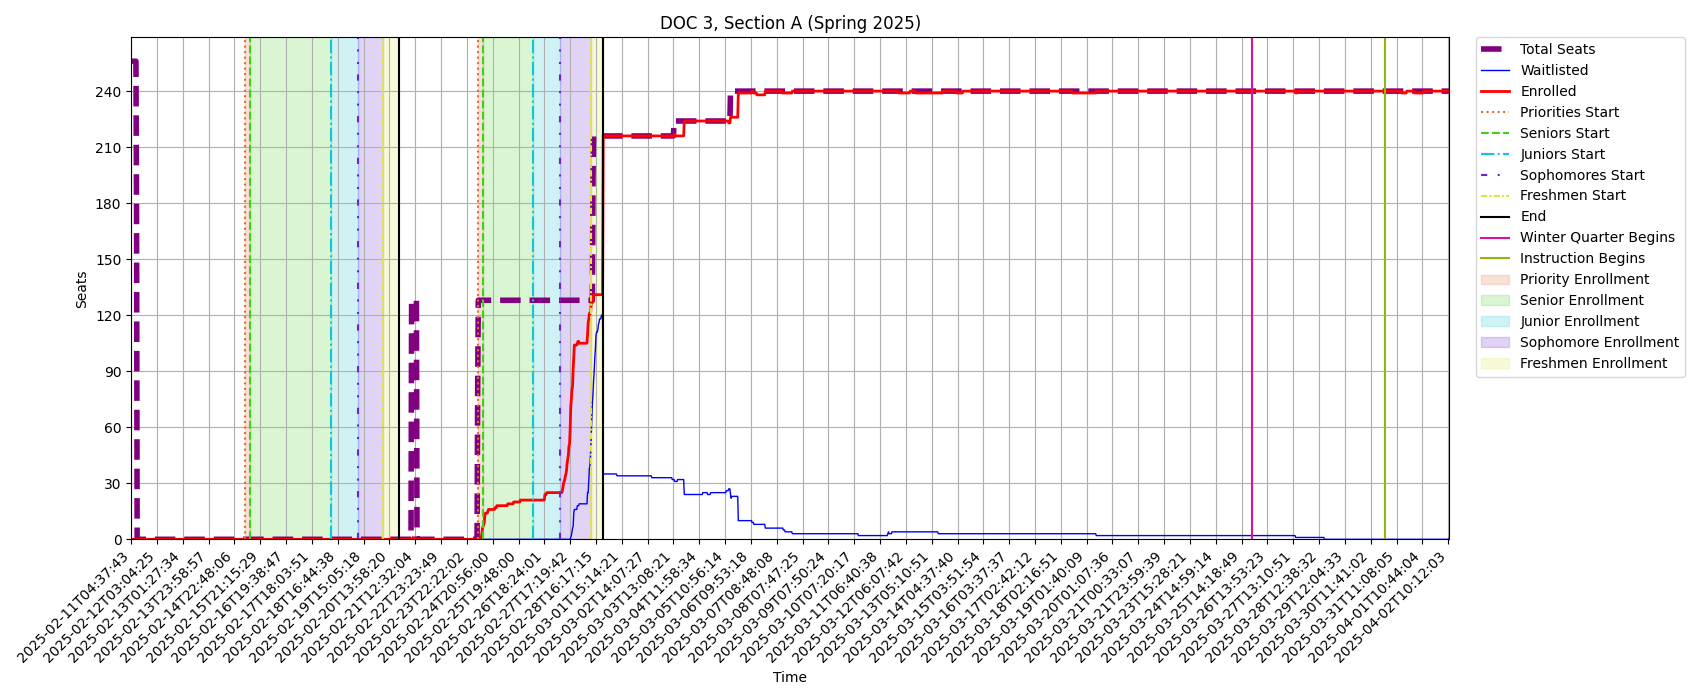 DOC 3, Section A (Spring 2025)
Seats
240
210
180
150
120
90
60
30
0
2025-02-11T04:37:43
2025-02-12T03:04:25
2025-02-13T01:27:34
2025-02-13T23:58:57
2025-02-14T22:48:06
2025-02-15T21:15:29
2025-02-16T19:38:47
2025-02-17T18:03:51
2025-02-18T16:44:38
2025-02-19T15:05:18
2025-02-20T13:58:20
2025-02-21T12:32:04
2025-02-22T23:23:49
2025-02-23T22:22:02
2025-02-24T20:56:00
2025-02-25T19:48:00
2025-02-26T18:24:01
2025-02-27T17:19:42
2025-02-28T16:17:15
2025-03-01T15:14:21
2025-03-02T14:07:27
2025-03-03T13:08:21
2025-03-04T11:58:34
2025-03-05T10:56:14
2025-03-06T09:53:18
2025-03-07T08:48:08
2025-03-08T07:47:25
2025-03-09T07:50:24
2025-03-10T07:20:17
2025-03-11T06:40:38
2025-03-12T06:07:42
2025-03-13T05:10:51
2025-03-14T04:37:40
2025-03-15T03:51:54
2025-03-16T03:37:37
2025-03-17T02:42:12
2025-03-18T02:16:51
2025-03-19T01:40:09
2025-03-20T01:07:36
2025-03-21T00:33:07
2025-03-21T23:59:39
2025-03-23T15:28:21
2025-03-24T14:59:14
2025-03-25T14:18:49
2025-03-26T13:53:23
2025-03-27T13:10:51
2025-03-28T12:38:32
2025-03-29T12:04:33
2025-03-30T11:41:02
2025-03-31T11:08:05
2025-04-01T10:44:04
2025-04-02T10:12:03
Time
Total Seats
Waitlisted
Enrolled
Priorities Start
Seniors Start
Juniors Start
Sophomores Start
Freshmen Start
End
Winter Quarter Begins
Instruction Begins
Priority Enrollment
Senior Enrollment
Junior Enrollment
Sophomore Enrollment
Freshmen Enrollment